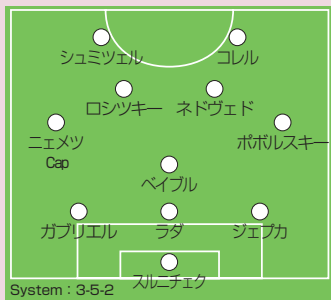 シュミツェル コレル
ロシツキー ネドヴェド
ニェメツ ポボルスキー
Cap
ベイブル
ガブリエル ラダ ジェプカ
スルニチェク
System：3-5-2